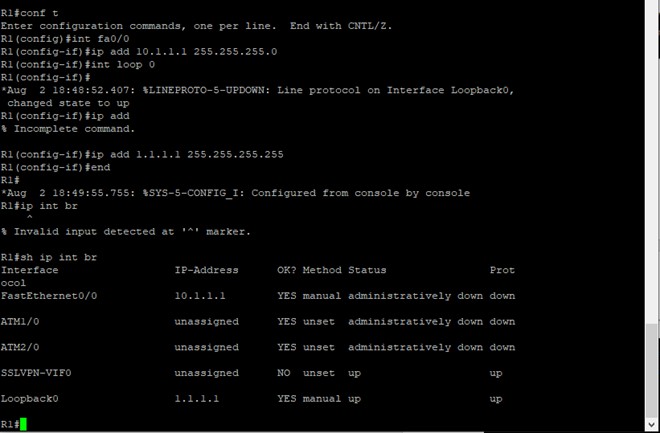 R1#conf t
Enter configuration commands, one per line.  End with CNTL/Z.
R1(config)#int fa0/0
R1(config-if)#ip add 10.1.1.1 255.255.255.0
R1(config-if)#int loop 0
R1(config-if)#
*Aug  2 18:48:52.407: %LINEPROTO-5-UPDOWN: Line protocol on Interface Loopback0,
 changed state to up
R1(config-if)#ip add
% Incomplete command.
R1(config-if)#ip add 1.1.1.1 255.255.255.255
R1(config-if)#end
R1#
*Aug  2 18:49:55.755: %SYS-5-CONFIG_I: Configured from console by console
R1#ip int br
    ^
% Invalid input detected at '^' marker.
R1#sh ip int br
Interface                  IP-Address      OK? Method Status                Prot
ocol
FastEthernet0/0            10.1.1.1        YES manual administratively down down
ATM1/0                     unassigned      YES unset  administratively down down
ATM2/0                     unassigned      YES unset  administratively down down
SSLVPN-VIF0                unassigned      NO  unset  up                    up
Loopback0                  1.1.1.1         YES manual up                    up
R1#